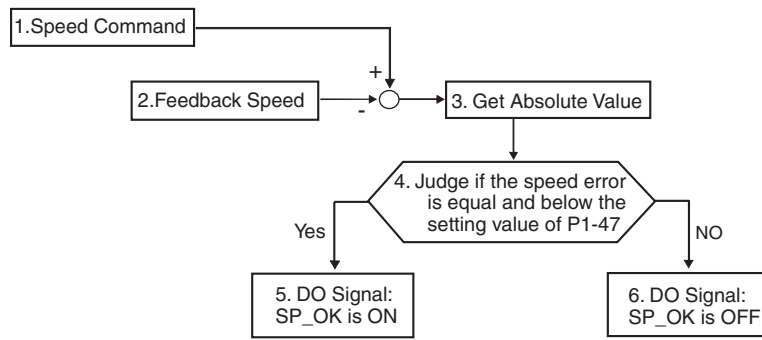 1.Speed Command
+
2.Feedback Speed
-
3. Get Absolute Value
4. Judge if the speed error
is equal and below the
setting value of P1-47
Yes
NO
5. DO Signal:
SP_OK is ON
6. DO Signal:
SP_OK is OFF